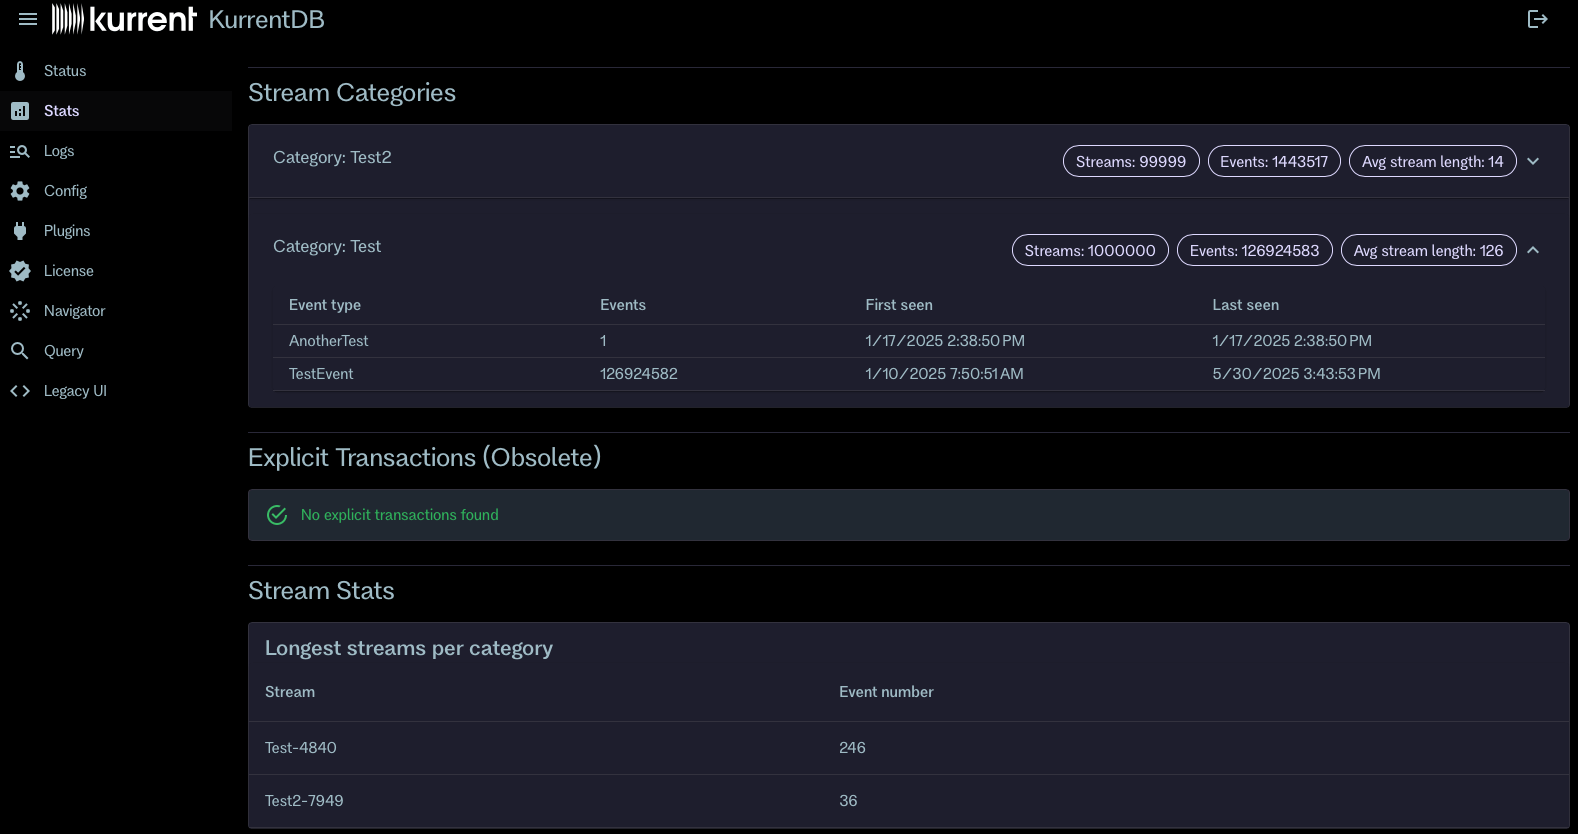 kurrent KurrentDB
Status
Stats
Logs
Config
Plugins
License
Navigator
Query
Legacy UI
Stream Categories
Category: Test2 Streams: 99999 Events: 1443517 Avg stream length: 14
Category: Test Streams: 1000000 Events: 126924583 Avg stream length: 126
Event type Events First seen Last seen
AnotherTest 1 1/17/2025 2:38:50 PM 1/17/2025 2:38:50 PM
TestEvent 126924582 1/10/2025 7:50:51 AM 5/30/2025 3:43:53 PM
Explicit Transactions (Obsolete)
No explicit transactions found
Stream Stats
Longest streams per category
Stream Event number
Test-4840 246
Test2-7949 36